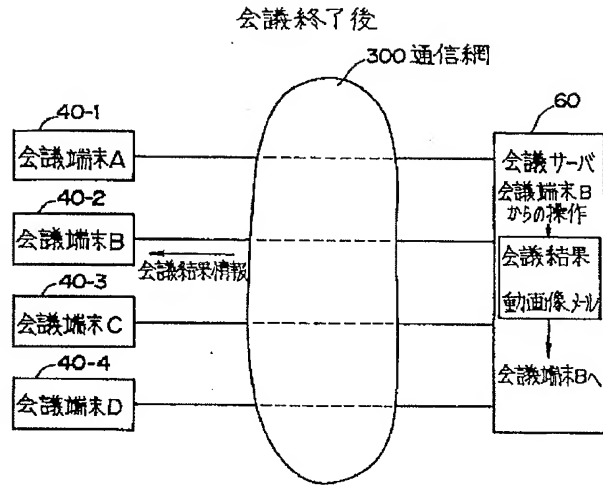 会議終了後
300通信網
40-1
会議端末A
40-2
会議端末B
会議結果情報
40-3
会議端末C
40-4
会議端末D
60
会議サーバ
会議端末B
からの操作
会議結果
動画像メール
会議端末Bへ